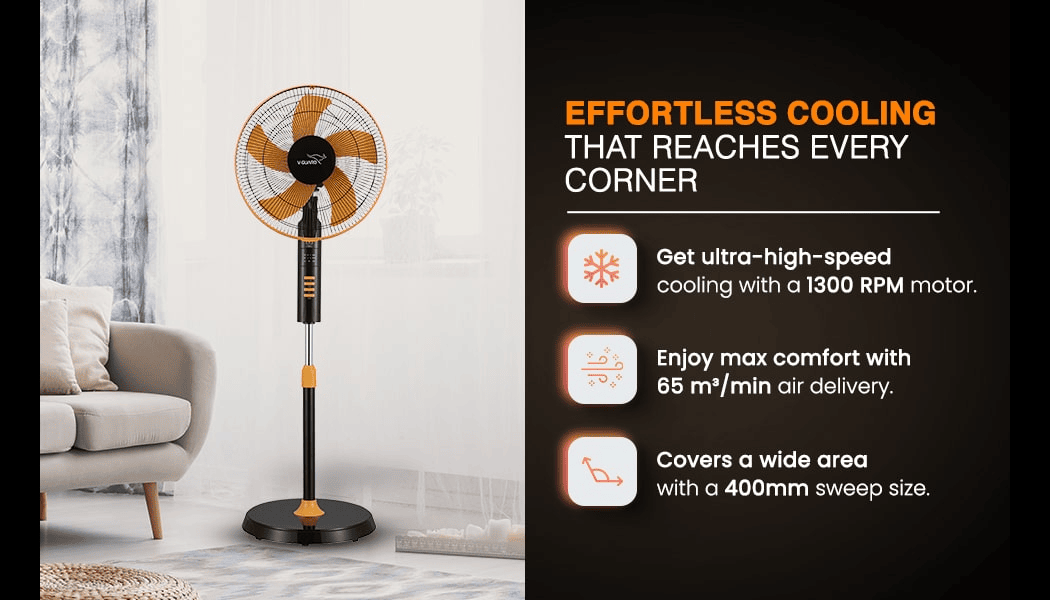 EFFORTLESS COOLING
THAT REACHES EVERY
CORNER
Get ultra-high-speed
cooling with a 1300 RPM motor.
Enjoy max comfort with
65 m³/min air delivery.
Covers a wide area
with a 400mm sweep size.